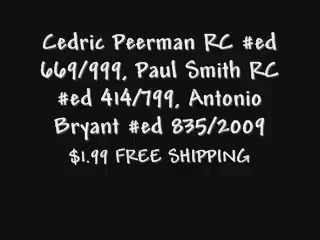 Cedric Peerman RC #ed
669/999, Paul Smith RC
#ed 414/799, Antonio
Bryant #ed 835/2009
$1.99 FREE SHIPPING